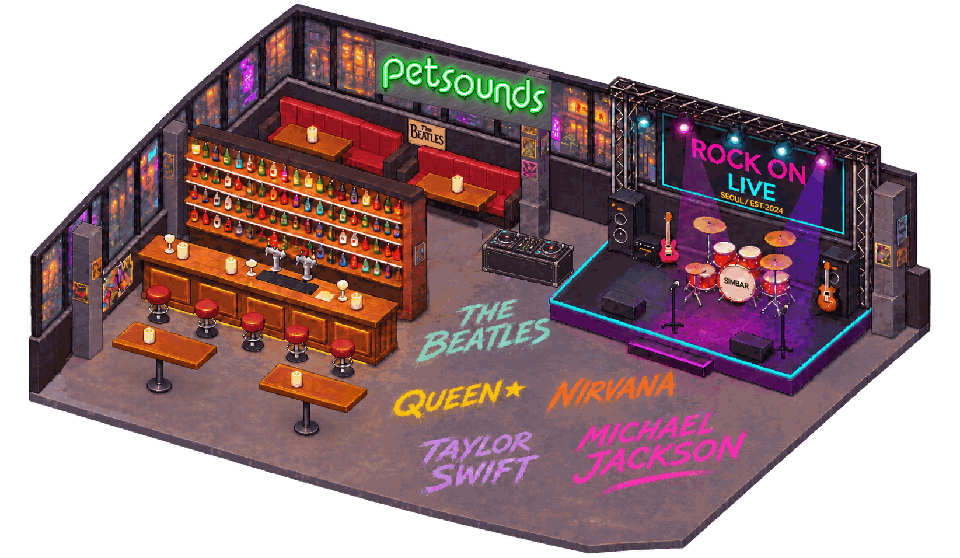 petsounds
The
BEATLES
ROCK ON
LIVE
SEOUL / EST. 2024
SIMBAR
THE
BEATLES
QUEEN★
NIRVANA
TAYLOR
SWIFT
MICHAEL
JACKSON